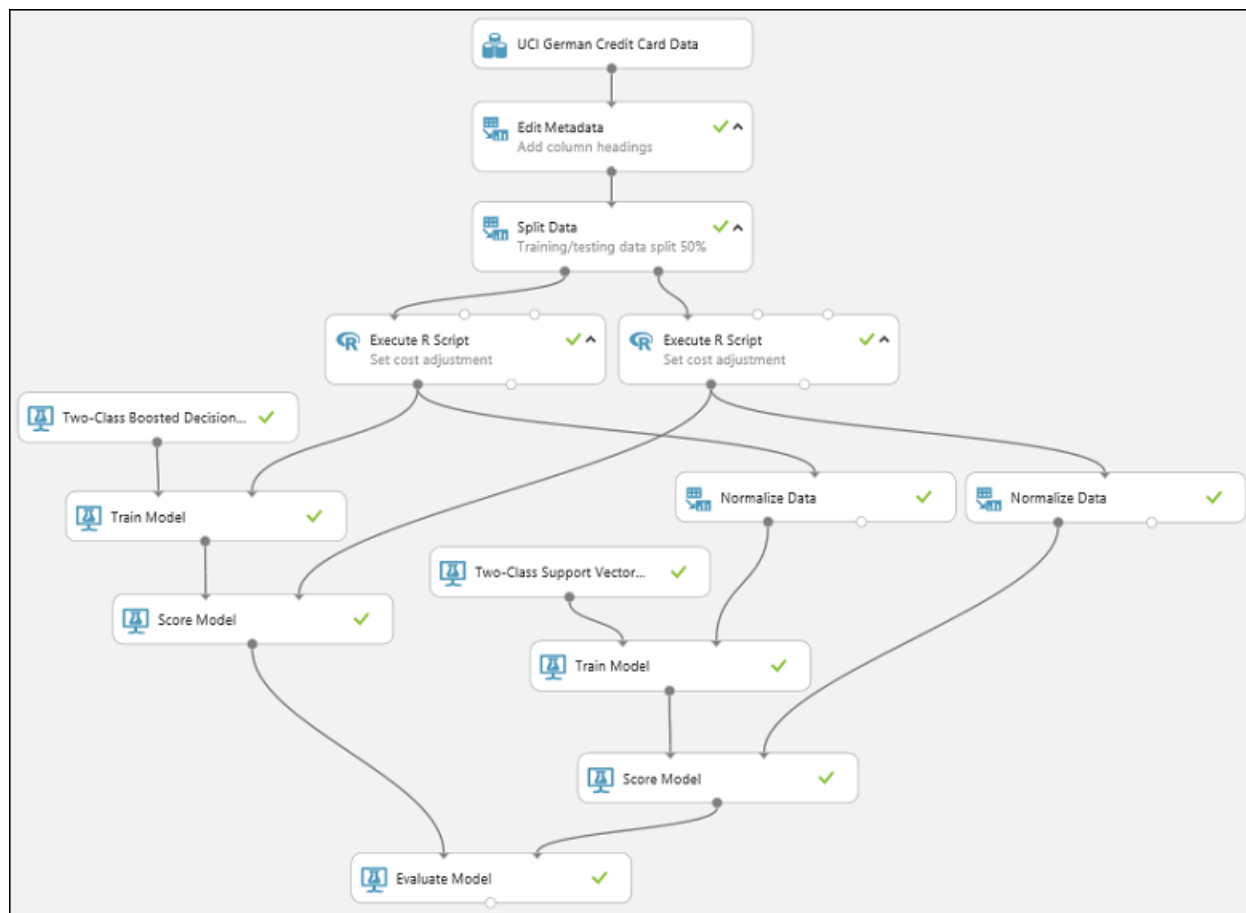 UCI German Credit Card Data
Edit Metadata
Add column headings
Split Data
Training/testing data split 50%
Execute R Script
Set cost adjustment
Execute R Script
Set cost adjustment
Two-Class Boosted Decision...
Train Model
Normalize Data
Normalize Data
Two-Class Support Vector...
Score Model
Train Model
Score Model
Evaluate Model